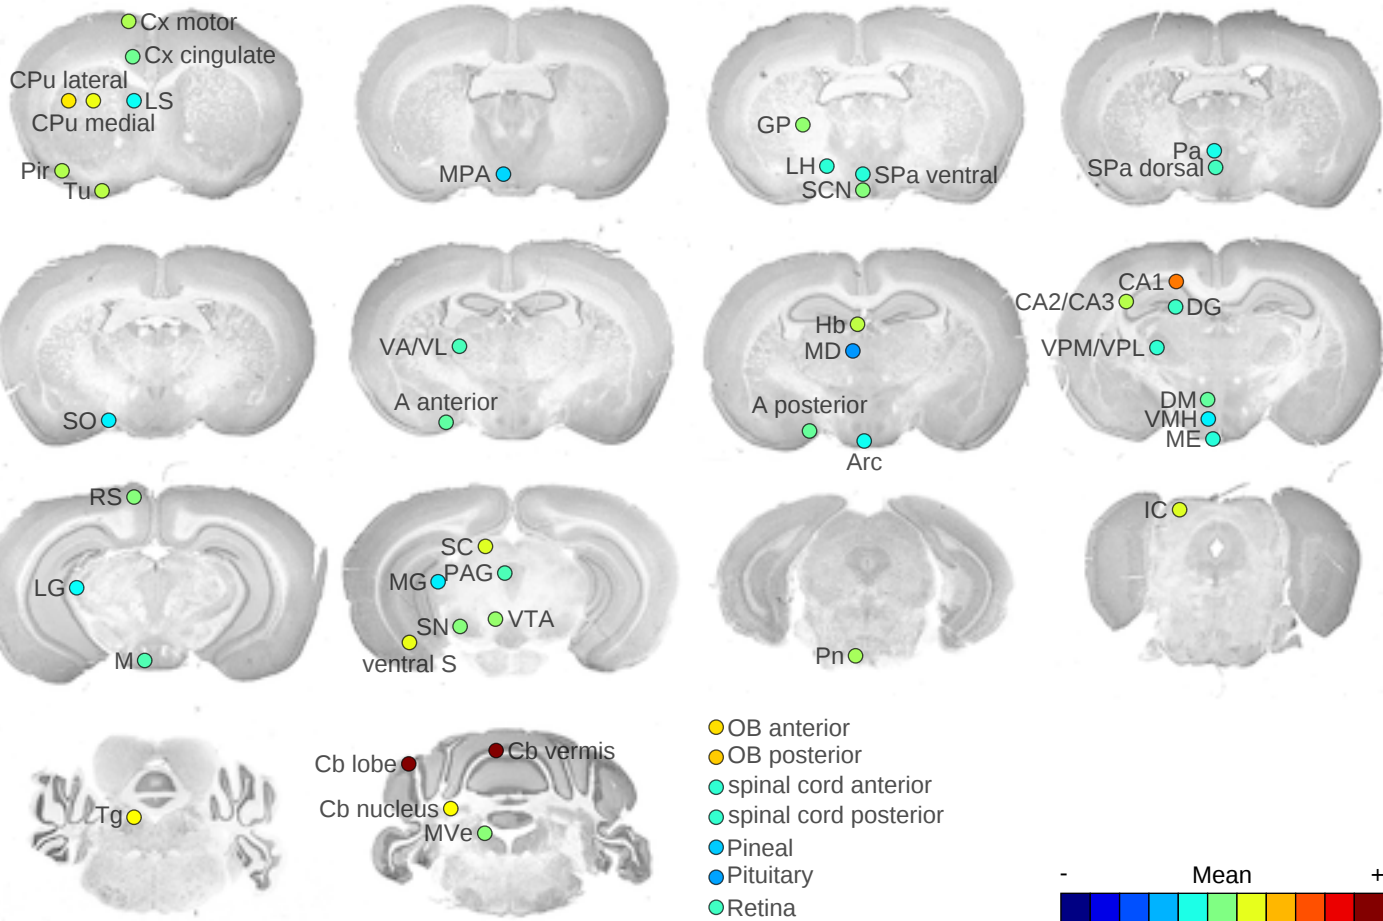 Cx motor
Cx cingulate
CPu lateral
LS
CPu medial
Pir
Tu
MPA
GP
LH
SPa ventral
SCN
Pa
SPa dorsal
SO
VA/VL
A anterior
Hb
MD
A posterior
Arc
CA1
CA2/CA3
DG
VPM/VPL
DM
VMH
ME
RS
LG
M
SC
MG
PAG
SN
VTA
ventral S
Pn
IC
Tg
Cb lobe
Cb vermis
Cb nucleus
MVe
OB anterior
OB posterior
spinal cord anterior
spinal cord posterior
Pineal
Pituitary
Retina
- Mean +